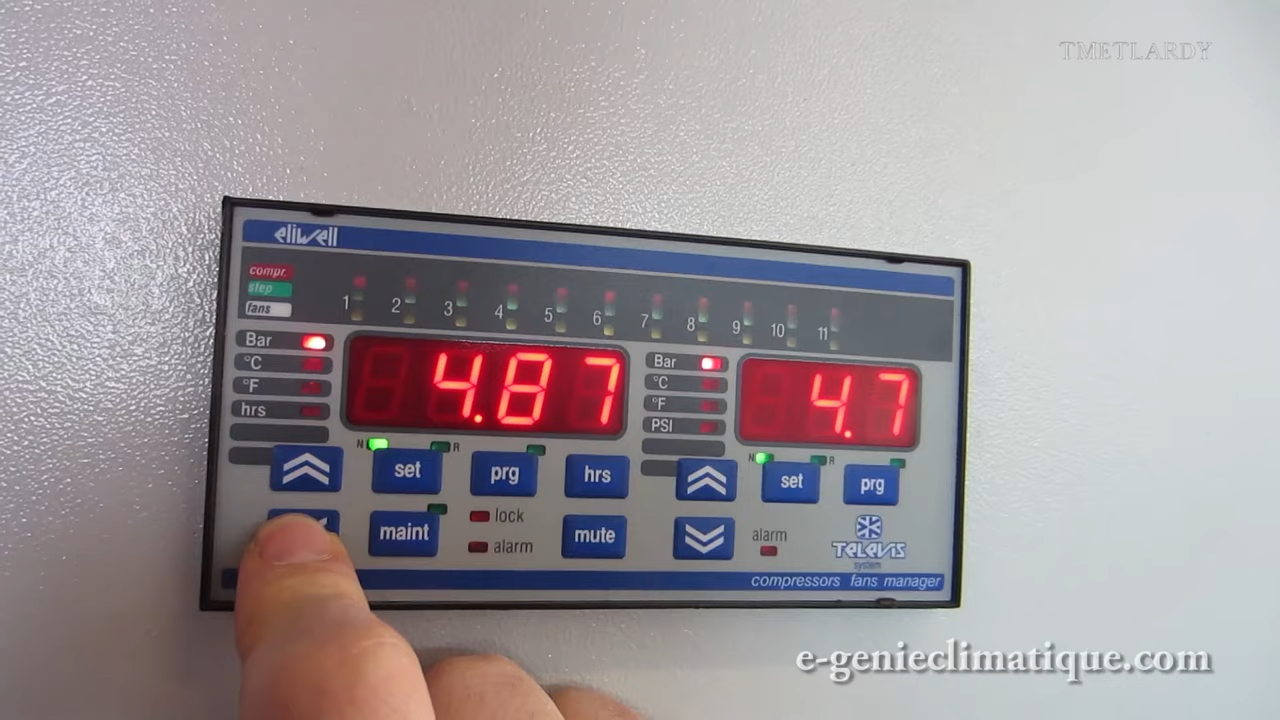 TMETLARDY
eliwell
compr.
step
fans
1 2 3 4 5 6 7 8 9 10 11
Bar
°C
°F
hrs
4.87
Bar
°C
°F
PSI
4.7
N R
set prg hrs
N R
set prg
maint
lock
alarm
mute
alarm
TELEVIS
system
compressors fans manager
e-genieclimatique.com